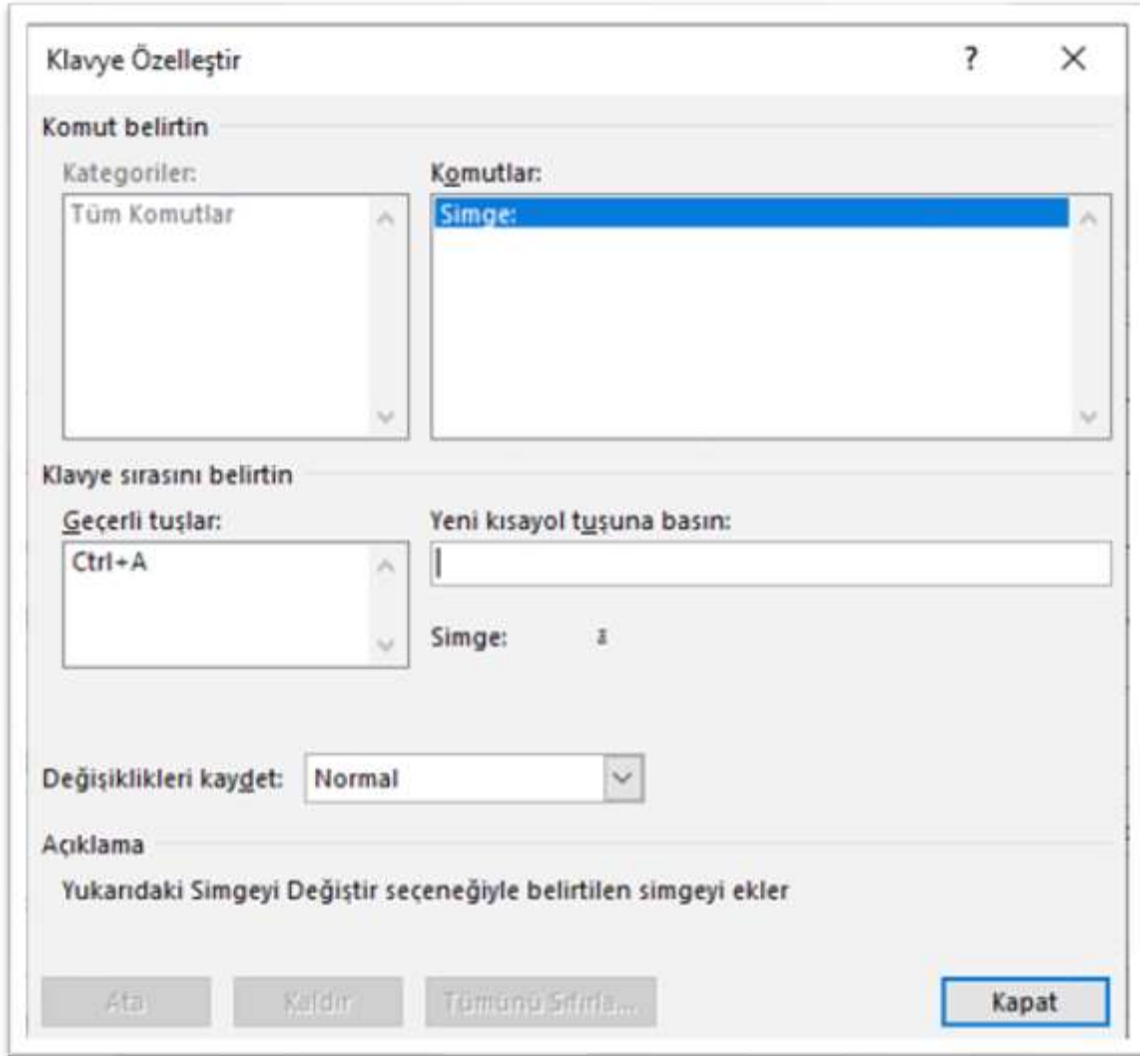 Klavye Özelleştir ? ×
Komut belirtin
Kategoriler: Komutlar:
Tüm Komutlar Simge:
Klavye sırasını belirtin
Geçerli tuşlar: Yeni kısayol tuşuna basın:
Ctrl+A
Simge:
Değişiklikleri kaydet: Normal
Açıklama
Yukarıdaki Simgeyi Değiştir seçeneğiyle belirtilen simgeyi ekler
Ata Kaldır Tümünü Sıfırla... Kapat